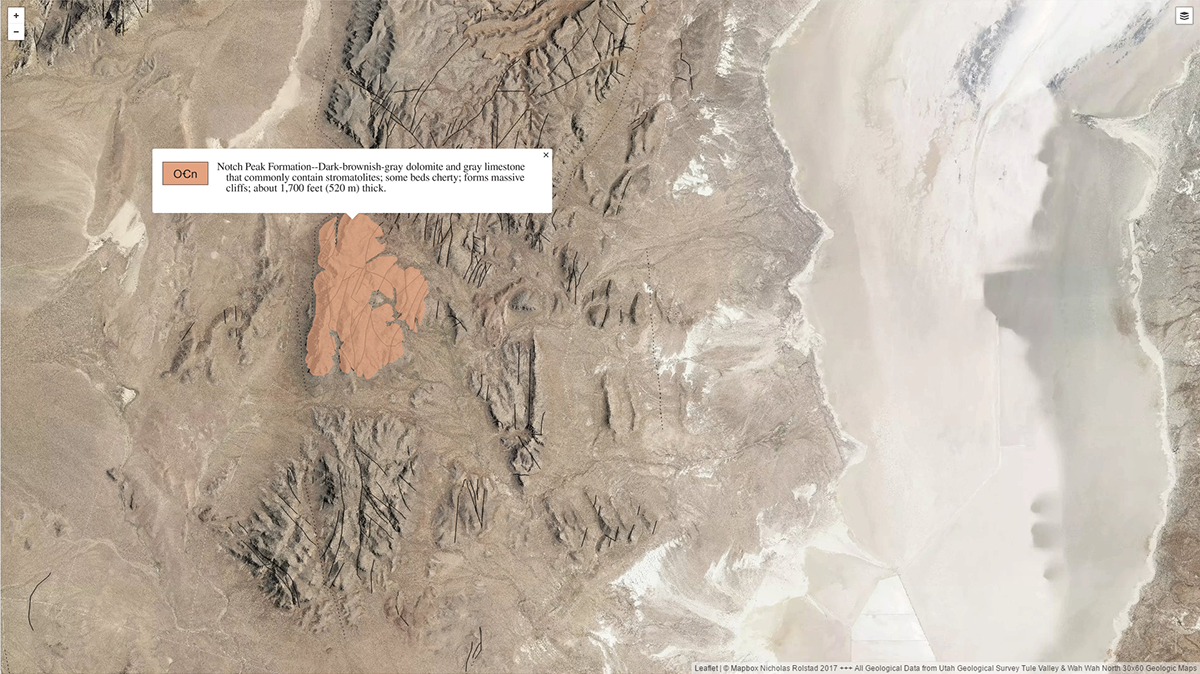 +
-
×
OЄn
Notch Peak Formation--Dark-brownish-gray dolomite and gray limestone
that commonly contain stromatolites; some beds cherty; forms massive
cliffs; about 1,700 feet (520 m) thick.
Leaflet | © Mapbox Nicholas Rolstad 2017 +++ All Geological Data from Utah Geological Survey Tule Valley & Wah Wah North 30x60 Geologic Maps